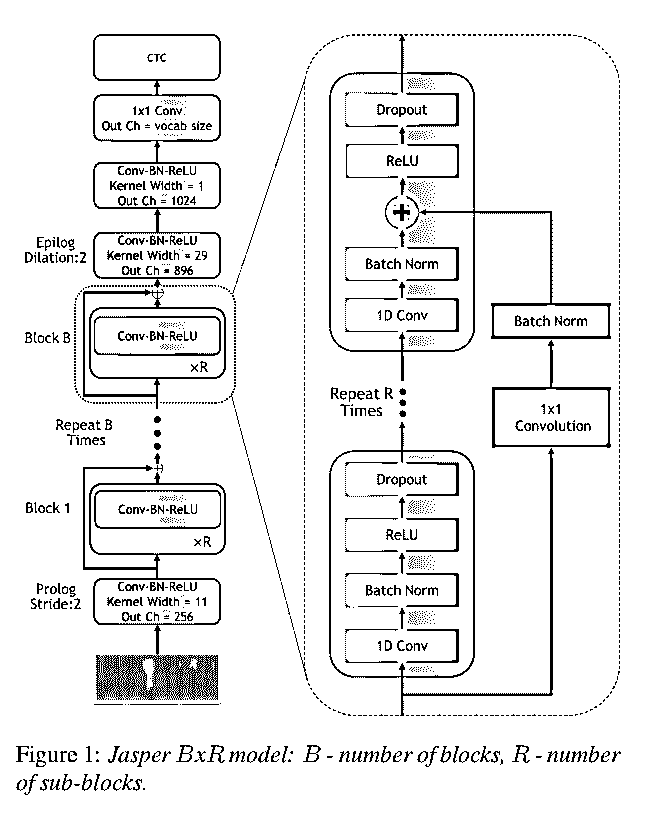 CTC
1x1 Conv
Out Ch = vocab size
Conv-BN-ReLU
Kernel Width = 1
Out Ch = 1024
Epilog
Dilation:2
Conv-BN-ReLU
Kernel Width = 29
Out Ch = 896
Block B
Conv-BN-ReLU
×R
Repeat B
Times
Block 1
Conv-BN-ReLU
×R
Prolog
Stride:2
Conv-BN-ReLU
Kernel Width = 11
Out Ch = 256
Dropout
ReLU
+
Batch Norm
1D Conv
Repeat R
Times
Dropout
ReLU
Batch Norm
1D Conv
Batch Norm
1x1
Convolution
Figure 1: Jasper BxR model: B - number of blocks, R - number
of sub-blocks.